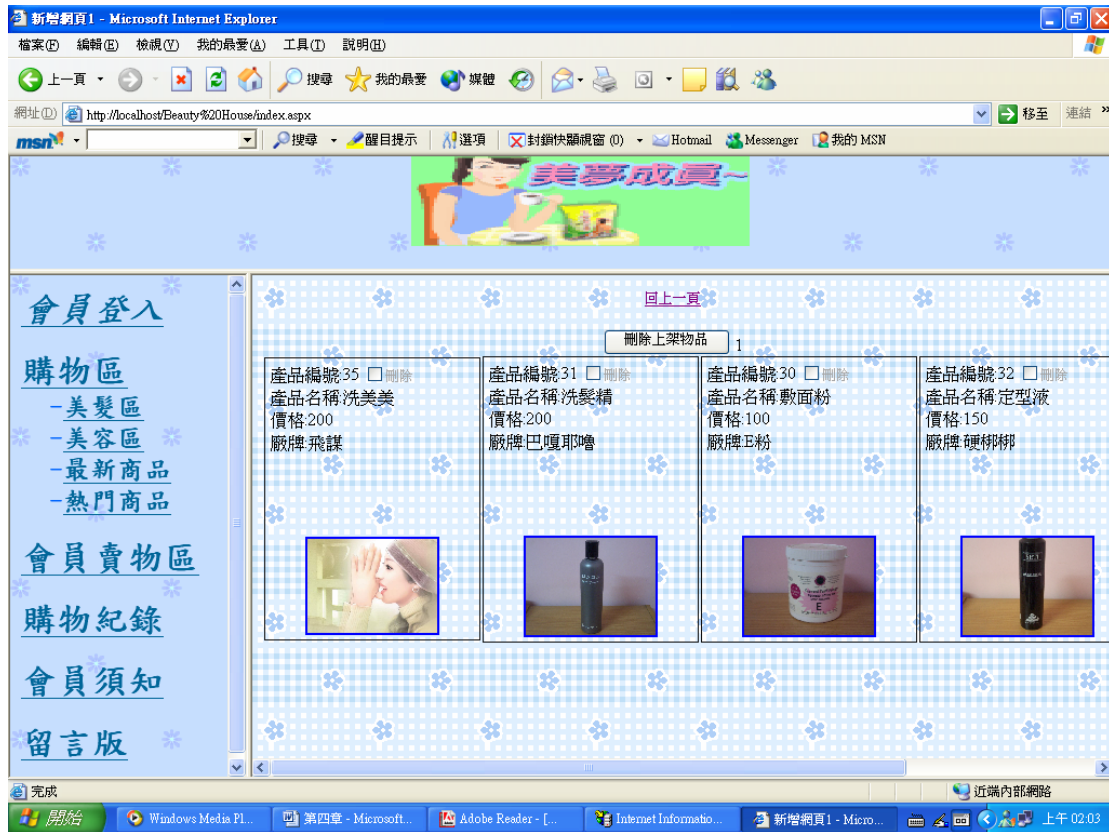 新增網頁1 - Microsoft Internet Explorer
檔案(F) 編輯(E) 檢視(V) 我的最愛(A) 工具(T) 說明(H)
上一頁 搜尋 我的最愛 媒體
網址(D) http://localhost/Beauty%20House/index.aspx 移至 連結 »
msn 搜尋 醒目提示 選項 封鎖快顯視窗 (0) Hotmail Messenger 我的 MSN
美夢成真~
會員登入
購物區
-美髮區
-美容區
-最新商品
-熱門商品
會員賣物區
購物紀錄
會員須知
留言版
回上一頁
刪除上架物品 1
產品編號:35 刪除
產品名稱:洗美美
價格:200
廠牌:飛謀
產品編號:31 刪除
產品名稱:洗髮精
價格:200
廠牌:巴嘎耶嚕
產品編號:30 刪除
產品名稱:敷面粉
價格:100
廠牌:E粉
E
產品編號:32 刪除
產品名稱:定型液
價格:150
廠牌:硬梆梆
完成 近端內部網路
開始 Windows Media Pl... 第四章 - Microsoft... Adobe Reader - [... Internet Informatio... 新增網頁1 - Micro... 上午 02:03